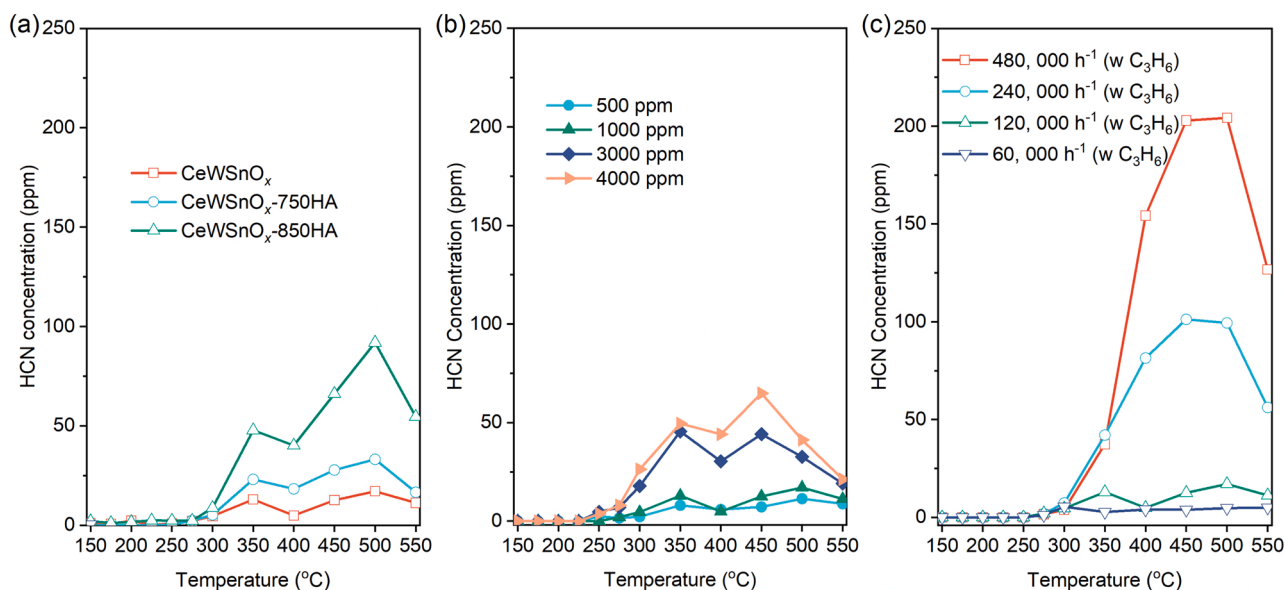 (a)
HCN concentration (ppm)
250
200
150
100
50
0
CeWSnOₓ
CeWSnOₓ-750HA
CeWSnOₓ-850HA
150 200 250 300 350 400 450 500 550
Temperature (°C)
(b)
HCN Concentration (ppm)
250
200
150
100
50
0
500 ppm
1000 ppm
3000 ppm
4000 ppm
150 200 250 300 350 400 450 500 550
Temperature (°C)
(c)
HCN Concentration (ppm)
250
200
150
100
50
0
480, 000 h⁻¹ (w C₃H₆)
240, 000 h⁻¹ (w C₃H₆)
120, 000 h⁻¹ (w C₃H₆)
60, 000 h⁻¹ (w C₃H₆)
150 200 250 300 350 400 450 500 550
Temperature (°C)